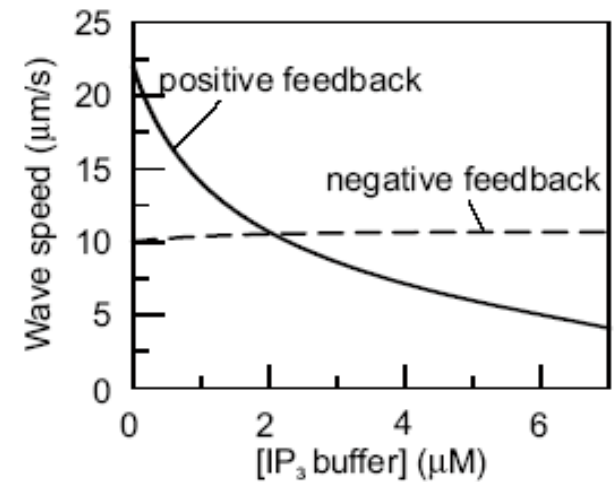 25
20
15
10
5
0
Wave speed (μm/s)
positive feedback
negative feedback
0 2 4 6
[IP₃ buffer] (μM)